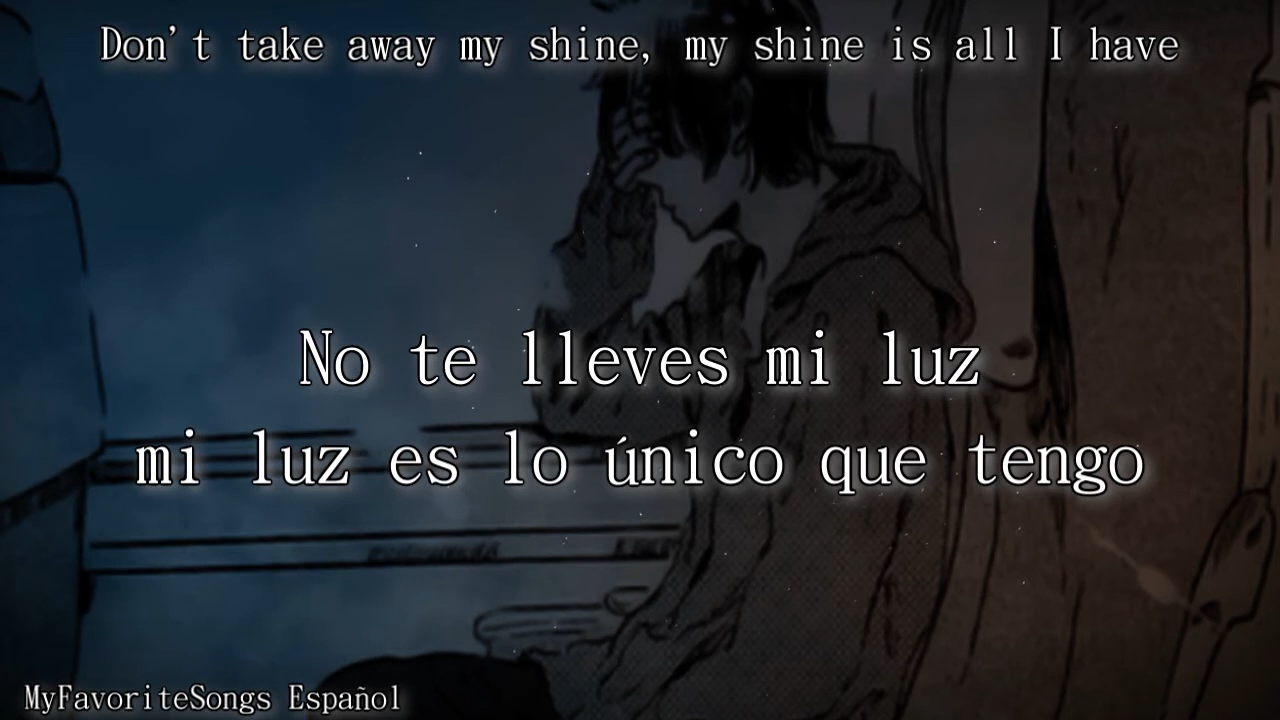 Don't take away my shine, my shine is all I have
No te lleves mi luz
mi luz es lo único que tengo
MyFavoriteSongs Español